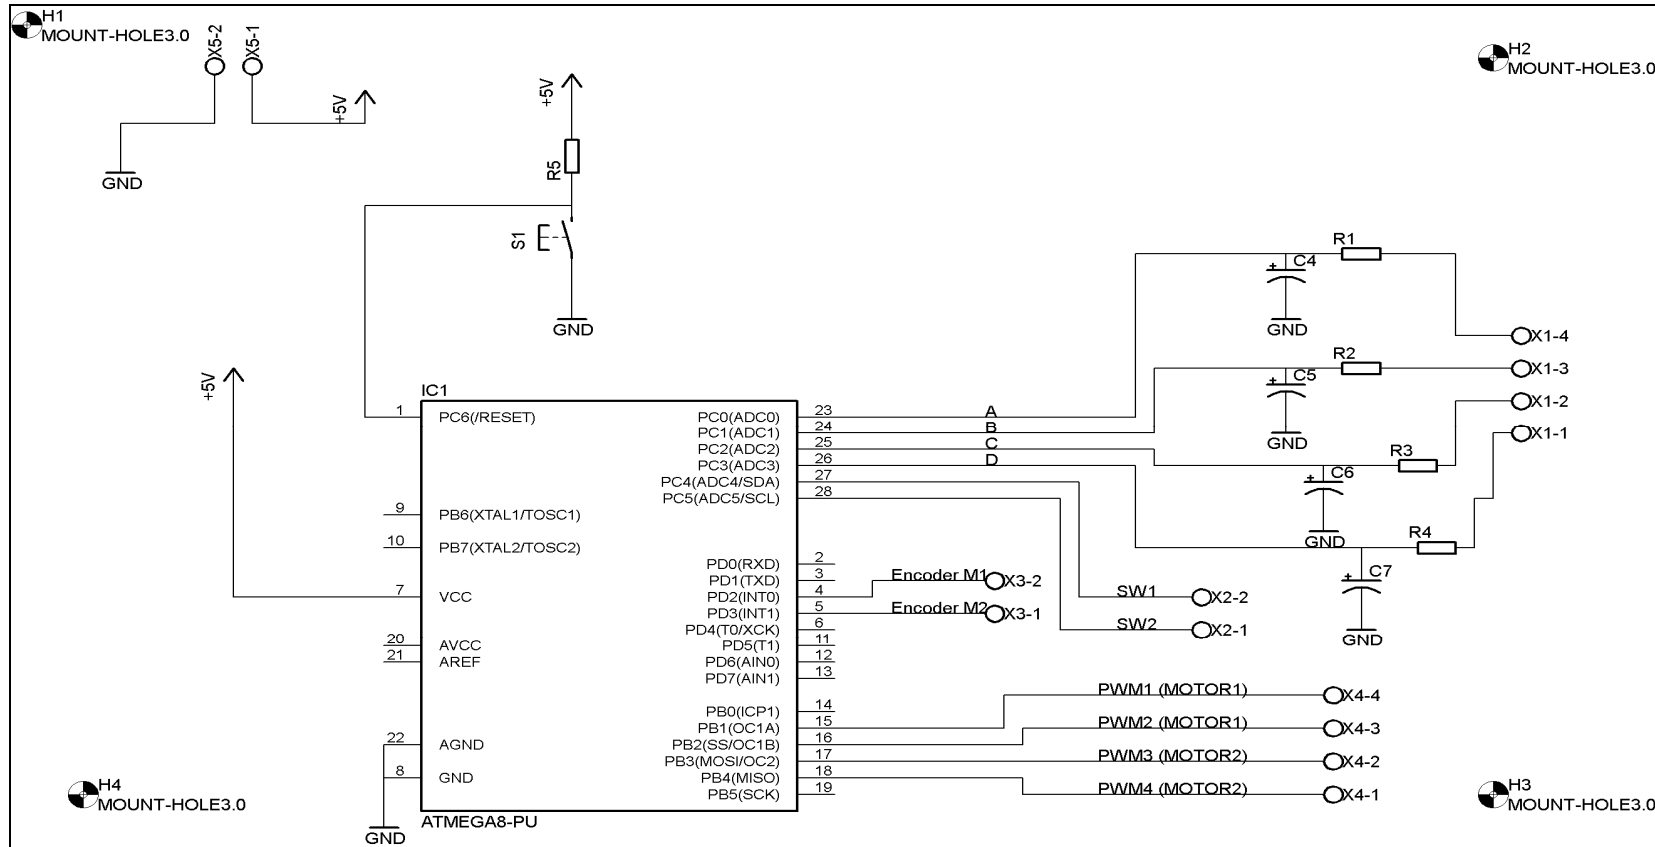 H1
MOUNT-HOLE3.0
X5-2
X5-1
H2
MOUNT-HOLE3.0
+5V
+5V
GND
R5
S1
GND
R1
C4
GND
X1-4
R2
X1-3
C5
GND
X1-2
X1-1
R3
C6
GND
R4
C7
GND
+5V
IC1
1 PC6(/RESET)
9 PB6(XTAL1/TOSC1)
10 PB7(XTAL2/TOSC2)
7 VCC
20 AVCC
21 AREF
22 AGND
8 GND
GND
PC0(ADC0) 23 A
PC1(ADC1) 24 B
PC2(ADC2) 25 C
PC3(ADC3) 26 D
PC4(ADC4/SDA) 27
PC5(ADC5/SCL) 28
PD0(RXD) 2
PD1(TXD) 3
PD2(INT0) 4
PD3(INT1) 5
PD4(T0/XCK) 6
PD5(T1) 11
PD6(AIN0) 12
PD7(AIN1) 13
PB0(ICP1) 14
PB1(OC1A) 15
PB2(SS/OC1B) 16
PB3(MOSI/OC2) 17
PB4(MISO) 18
PB5(SCK) 19
ATMEGA8-PU
Encoder M1 X3-2
Encoder M2 X3-1
SW1 X2-2
SW2 X2-1
PWM1 (MOTOR1) X4-4
PWM2 (MOTOR1) X4-3
PWM3 (MOTOR2) X4-2
PWM4 (MOTOR2) X4-1
H4
MOUNT-HOLE3.0
H3
MOUNT-HOLE3.0